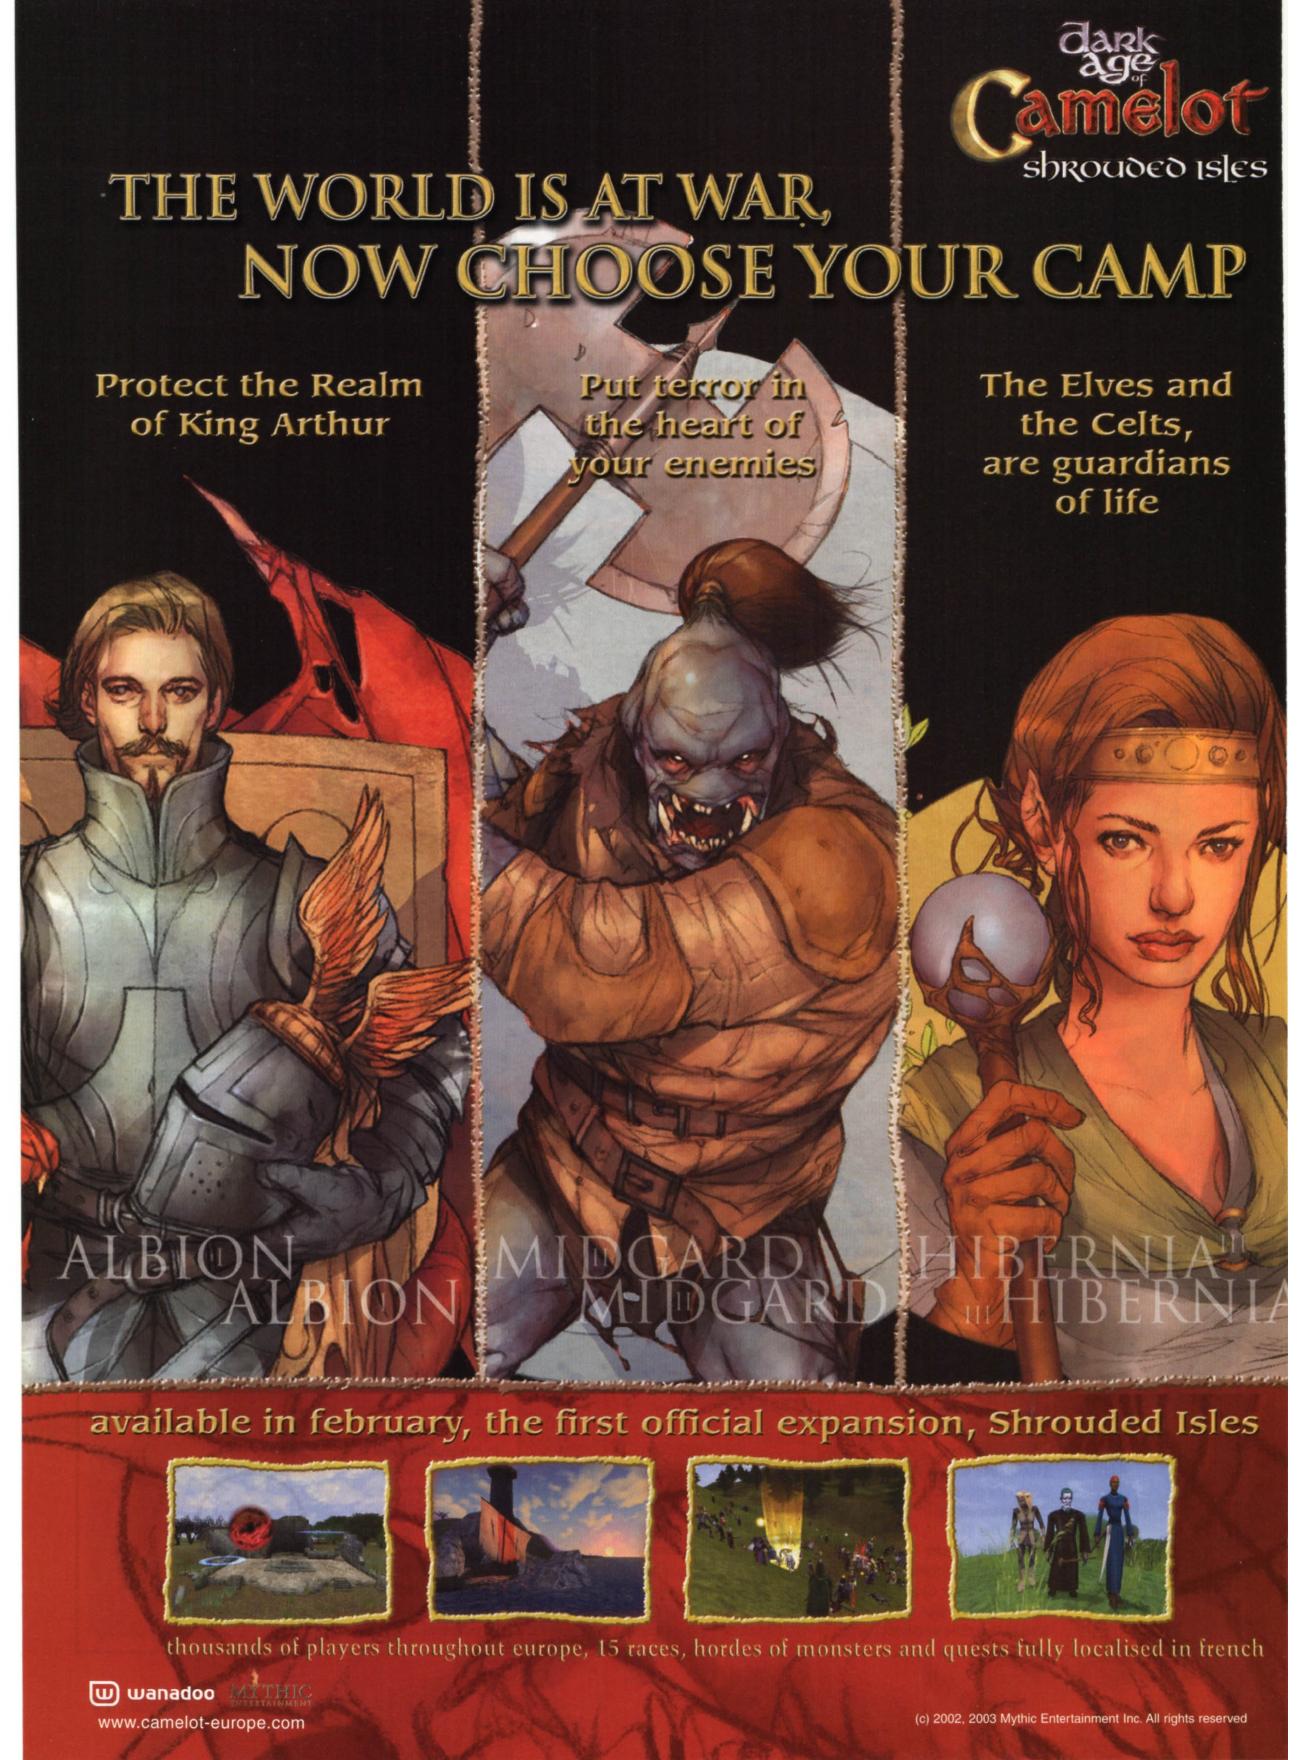 dark
age of
Camelot
shrouded isles
THE WORLD IS AT WAR,
NOW CHOOSE YOUR CAMP
Protect the Realm
of King Arthur
Put terror in
the heart of
your enemies
The Elves and
the Celts,
are guardians
of life
ALBION
ALBION
MIDGARD
MIDGARD
HIBERNIA
HIBERNIA
available in february, the first official expansion, Shrouded Isles
thousands of players throughout europe, 15 races, hordes of monsters and quests fully localised in french
wanadoo
MYTHIC
ENTERTAINMENT
www.camelot-europe.com
(c) 2002, 2003 Mythic Entertainment Inc. All rights reserved